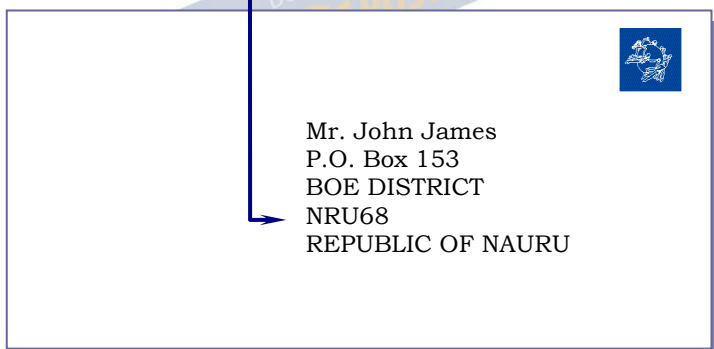 Mr. John James
P.O. Box 153
BOE DISTRICT
NRU68
REPUBLIC OF NAURU